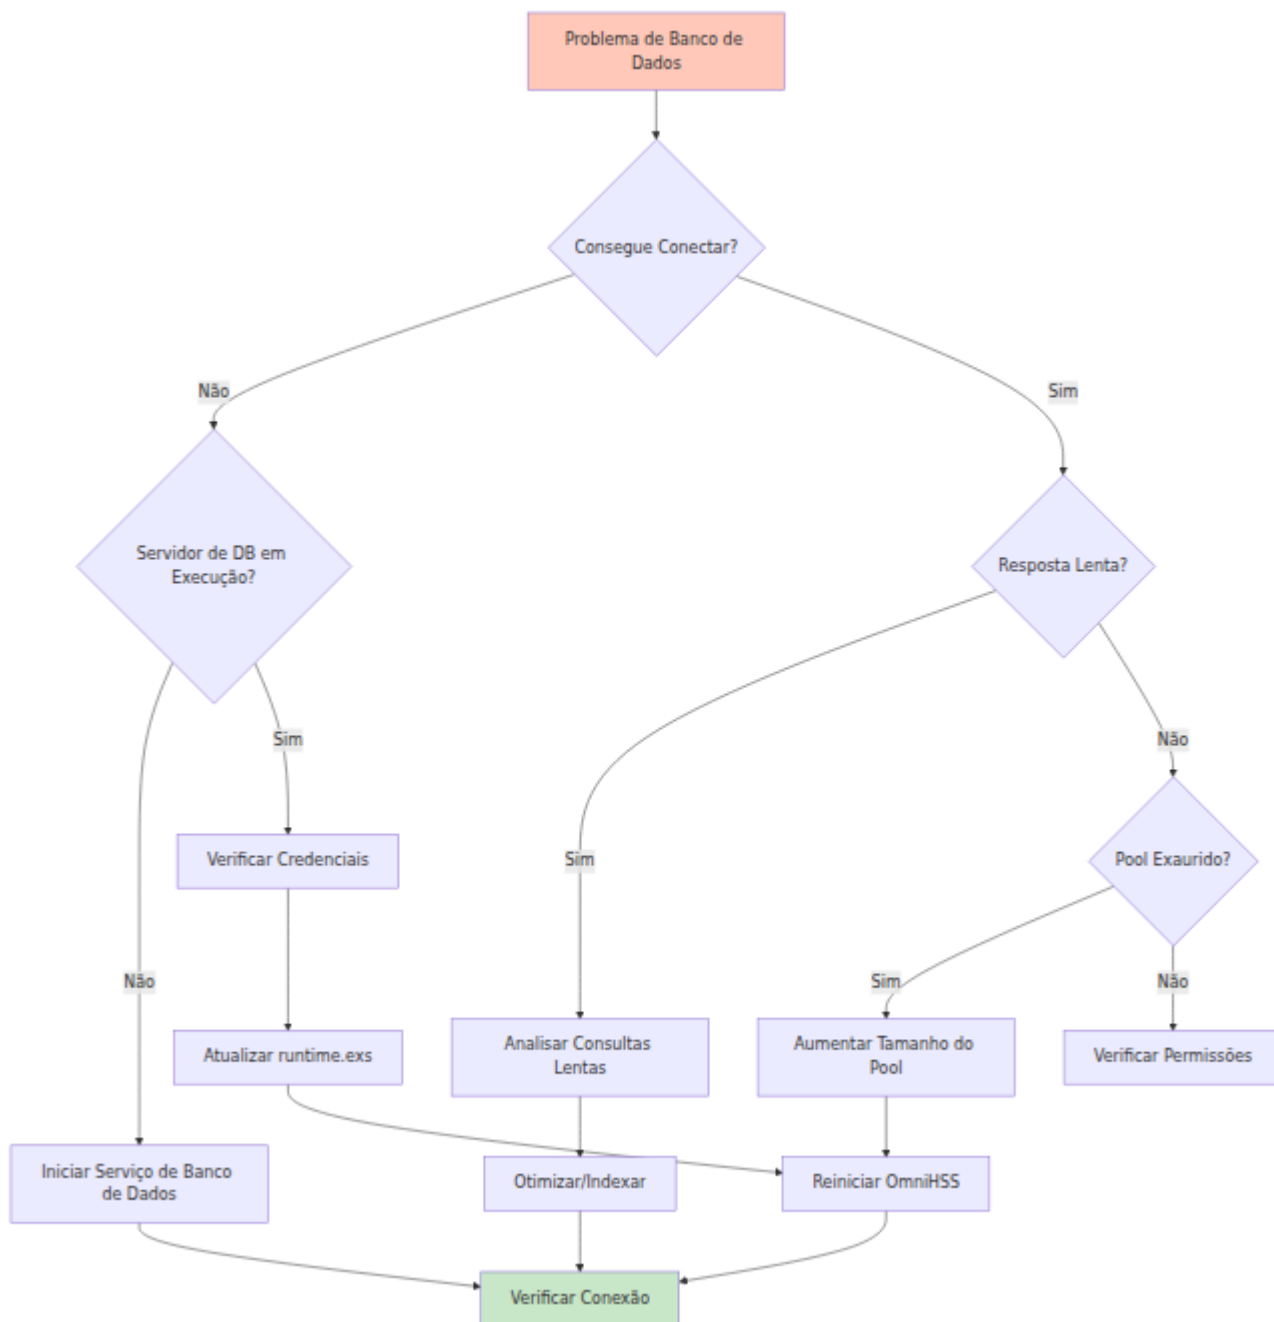 Problema de Banco de
Dados
Consegue Conectar?
Não
Sim
Servidor de DB em
Execução?
Resposta Lenta?
Sim
Não
Verificar Credenciais
Sim
Pool Exaurido?
Não
Sim
Não
Atualizar runtime.exs
Analisar Consultas
Lentas
Aumentar Tamanho do
Pool
Verificar Permissões
Iniciar Serviço de Banco
de Dados
Otimizar/Indexar
Reiniciar OmniHSS
Verificar Conexão